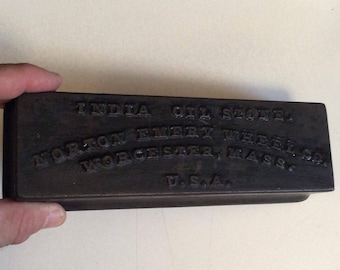 INDIA OIL STONE.
NORTON EMERY WHEEL CO.
WORCESTER, MASS.
U.S.A.